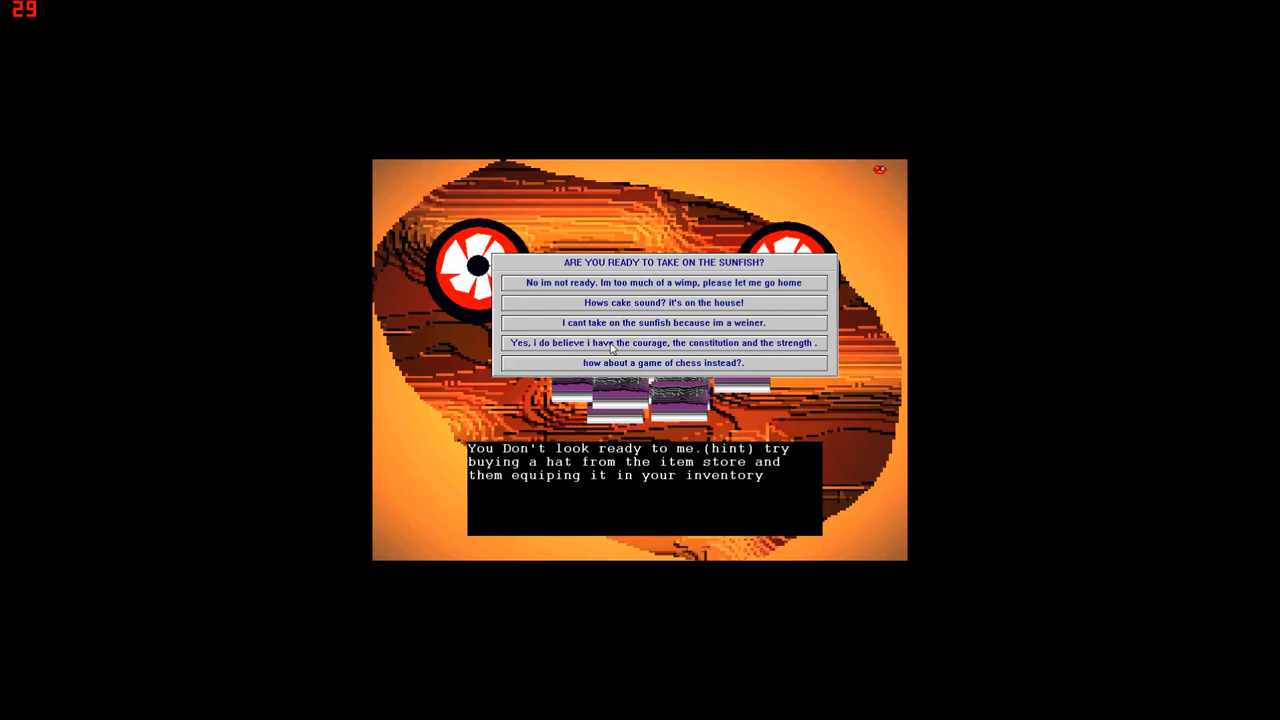 29
ARE YOU READY TO TAKE ON THE SUNFISH?
No im not ready. Im too much of a wimp, please let me go home
Hows cake sound? it's on the house!
I cant take on the sunfish because im a weiner.
Yes, i do believe i have the courage, the constitution and the strength .
how about a game of chess instead?.
You Don't look ready to me.(hint) try
buying a hat from the item store and
them equiping it in your inventory